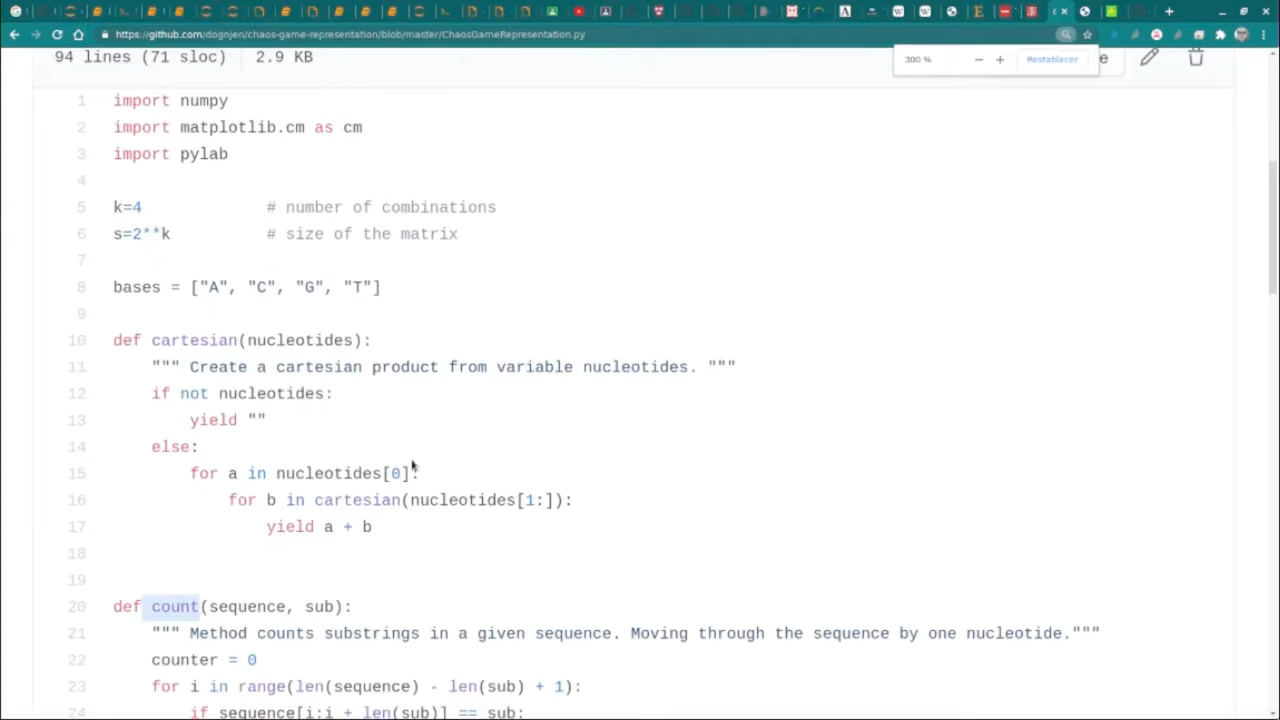 https://github.com/dognjen/chaos-game-representation/blob/master/ChaosGameRepresentation.py
94 lines (71 sloc) 2.9 KB
300 % − + Restablecer e
1 import numpy
2 import matplotlib.cm as cm
3 import pylab
4
5 k=4 # number of combinations
6 s=2**k # size of the matrix
7
8 bases = ["A", "C", "G", "T"]
9
10 def cartesian(nucleotides):
11 """ Create a cartesian product from variable nucleotides. """
12 if not nucleotides:
13 yield ""
14 else:
15 for a in nucleotides[0]:
16 for b in cartesian(nucleotides[1:]):
17 yield a + b
18
19
20 def count(sequence, sub):
21 """ Method counts substrings in a given sequence. Moving through the sequence by one nucleotide."""
22 counter = 0
23 for i in range(len(sequence) - len(sub) + 1):
24 if sequence[i:i + len(sub)] == sub: